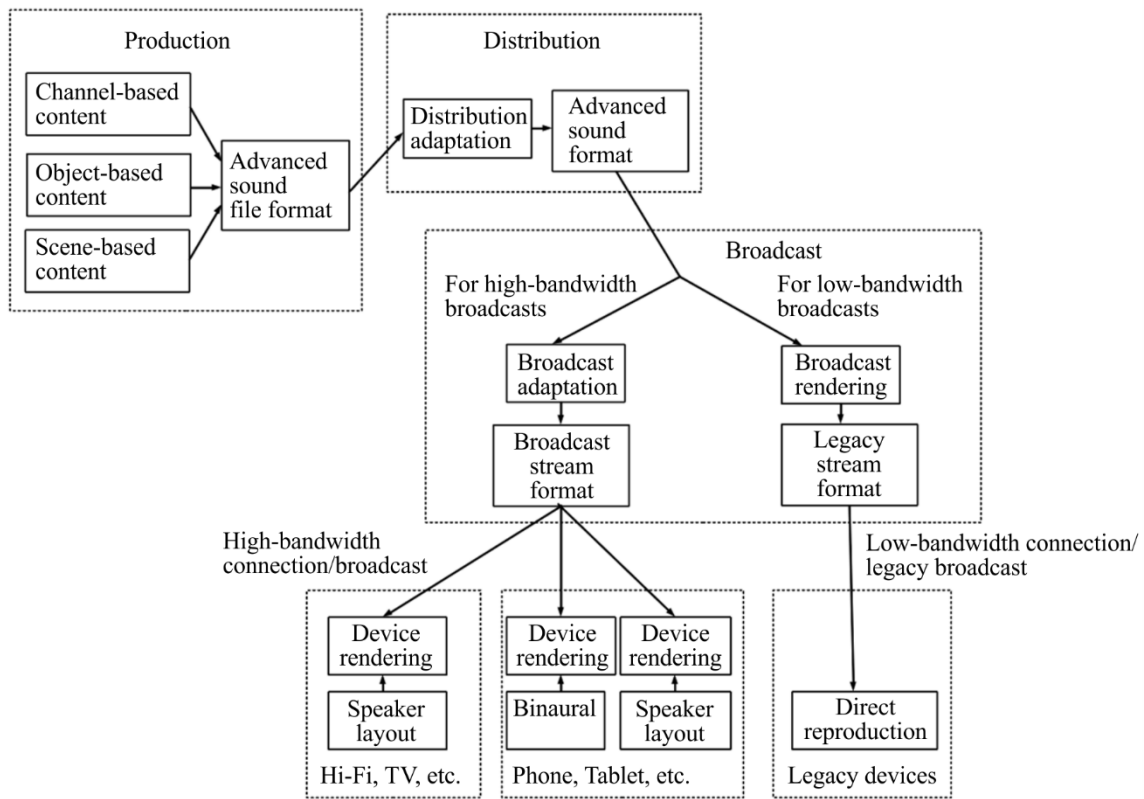 Production
Channel-based
content
Object-based
content
Scene-based
content
Advanced
sound
file format
Distribution
Distribution
adaptation
Advanced
sound
format
Broadcast
For high-bandwidth
broadcasts
For low-bandwidth
broadcasts
Broadcast
adaptation
Broadcast
rendering
Broadcast
stream
format
Legacy
stream
format
High-bandwidth
connection/broadcast
Low-bandwidth connection/
legacy broadcast
Device
rendering
Speaker
layout
Hi-Fi, TV, etc.
Device
rendering
Binaural
Device
rendering
Speaker
layout
Phone, Tablet, etc.
Direct
reproduction
Legacy devices